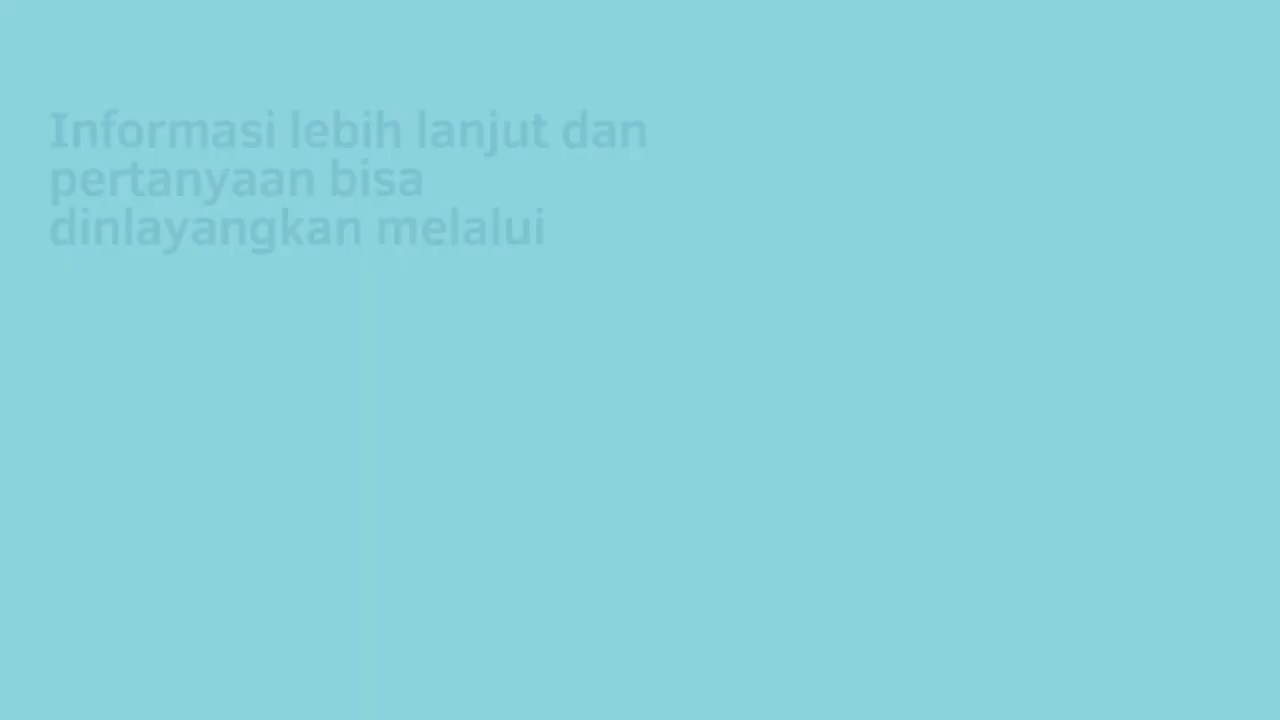 Informasi lebih lanjut dan
pertanyaan bisa
dinlayangkan melalui